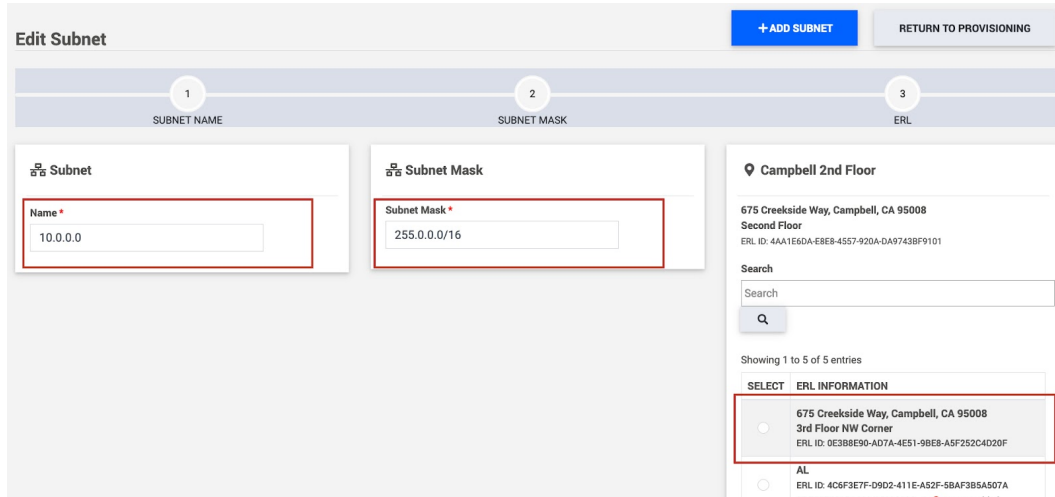 Edit Subnet
+ ADD SUBNET
RETURN TO PROVISIONING
1
SUBNET NAME
2
SUBNET MASK
3
ERL
Subnet
Name *
10.0.0.0
Subnet Mask
Subnet Mask *
255.0.0.0/16
Campbell 2nd Floor
675 Creekside Way, Campbell, CA 95008
Second Floor
ERL ID: 4AA1E6DA-E8E8-4557-920A-DA9743BF9101
Search
Search
Showing 1 to 5 of 5 entries
SELECT ERL INFORMATION
675 Creekside Way, Campbell, CA 95008
3rd Floor NW Corner
ERL ID: 0E3B8E90-AD7A-4E51-9BE8-A5F252C4D20F
AL
ERL ID: 4C6F3E7F-D9D2-411E-A52F-5BAF3B5A507A